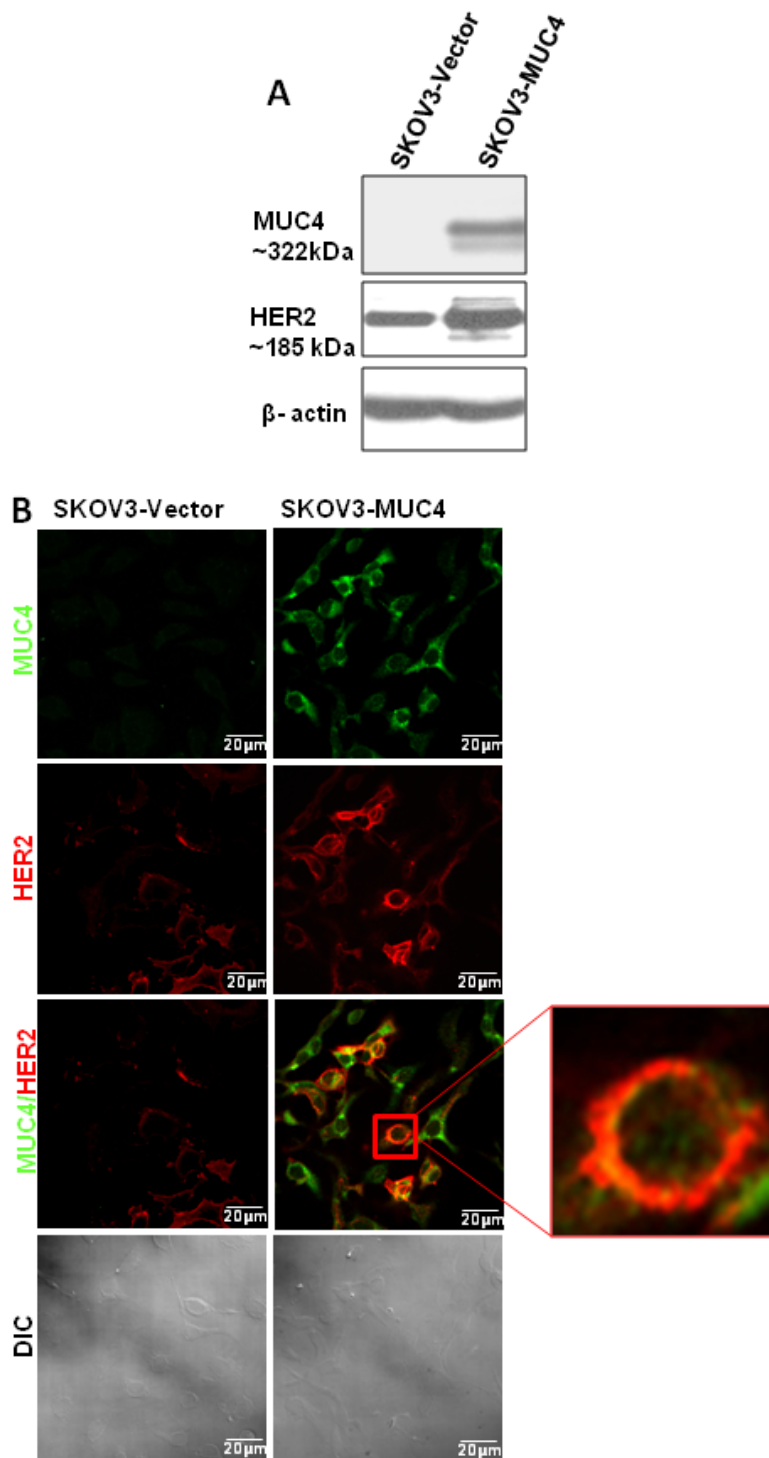 A
SKOV3-Vector
SKOV3-MUC4
MUC4
~322kDa
HER2
~185 kDa
β- actin
B
SKOV3-Vector
SKOV3-MUC4
MUC4
20µm
20µm
HER2
20µm
20µm
MUC4/HER2
20µm
20µm
DIC
20µm
20µm